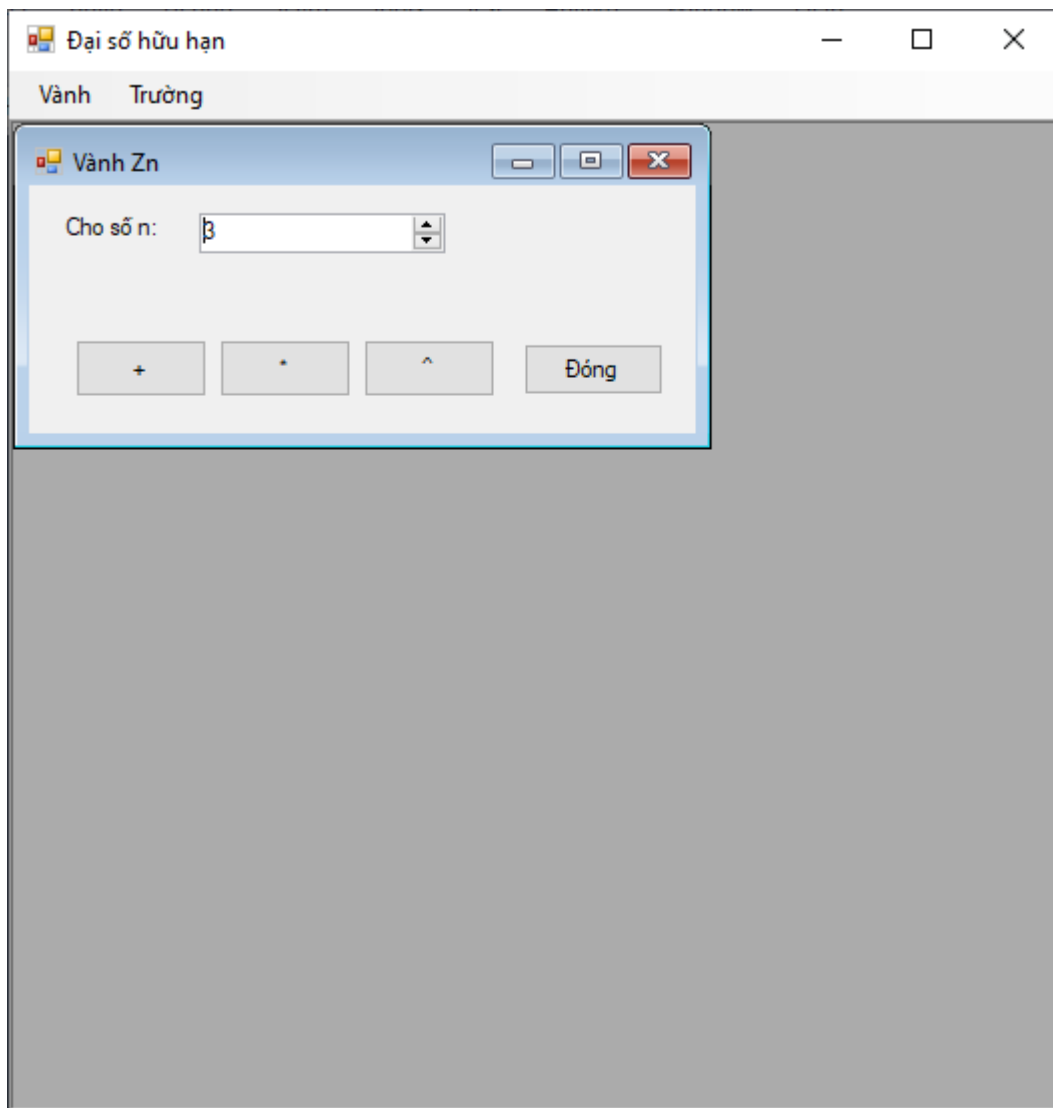 Đại số hữu hạn
Vành Trường
Vành Zn
Cho số n: 3
+ * ^ Đóng